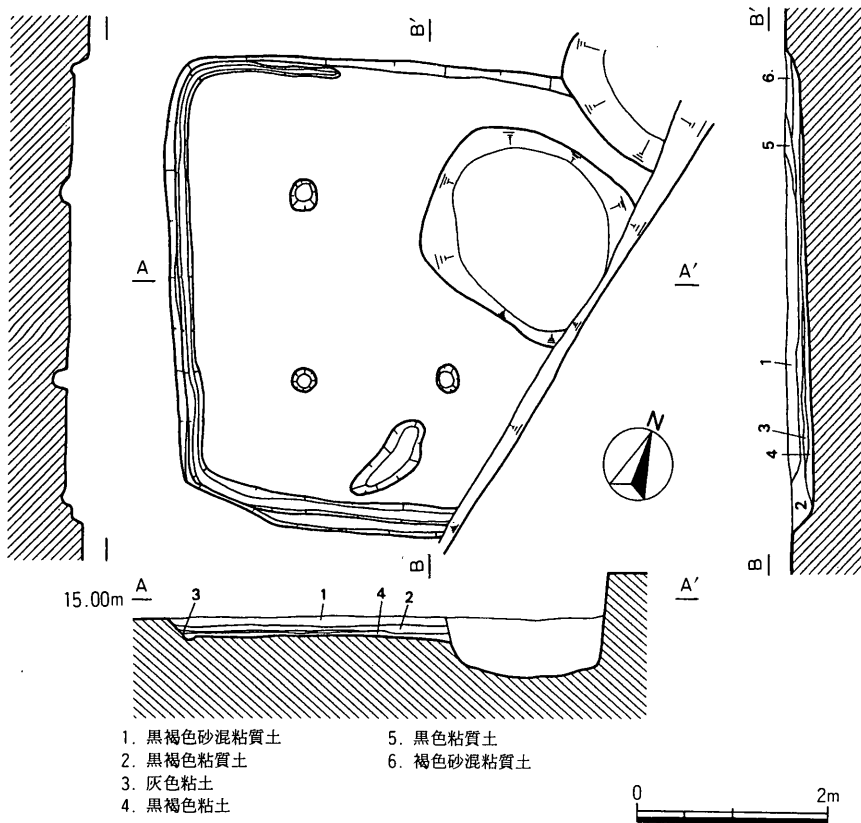 B'
B'
6.
5
A
A'
1
N
3
4
2
B
B
15.00m
A
3
1
4
2
A'
1. 黒褐色砂混粘質土
2. 黒褐色粘質土
3. 灰色粘土
4. 黒褐色粘土
5. 黒色粘質土
6. 褐色砂混粘質土
0
2m